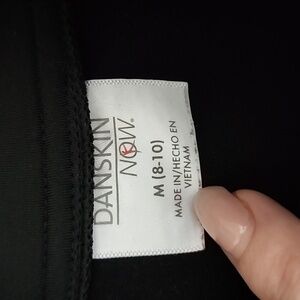 DANSKIN
NOW.
M (8-10)
MADE IN/HECHO EN
VIETNAM